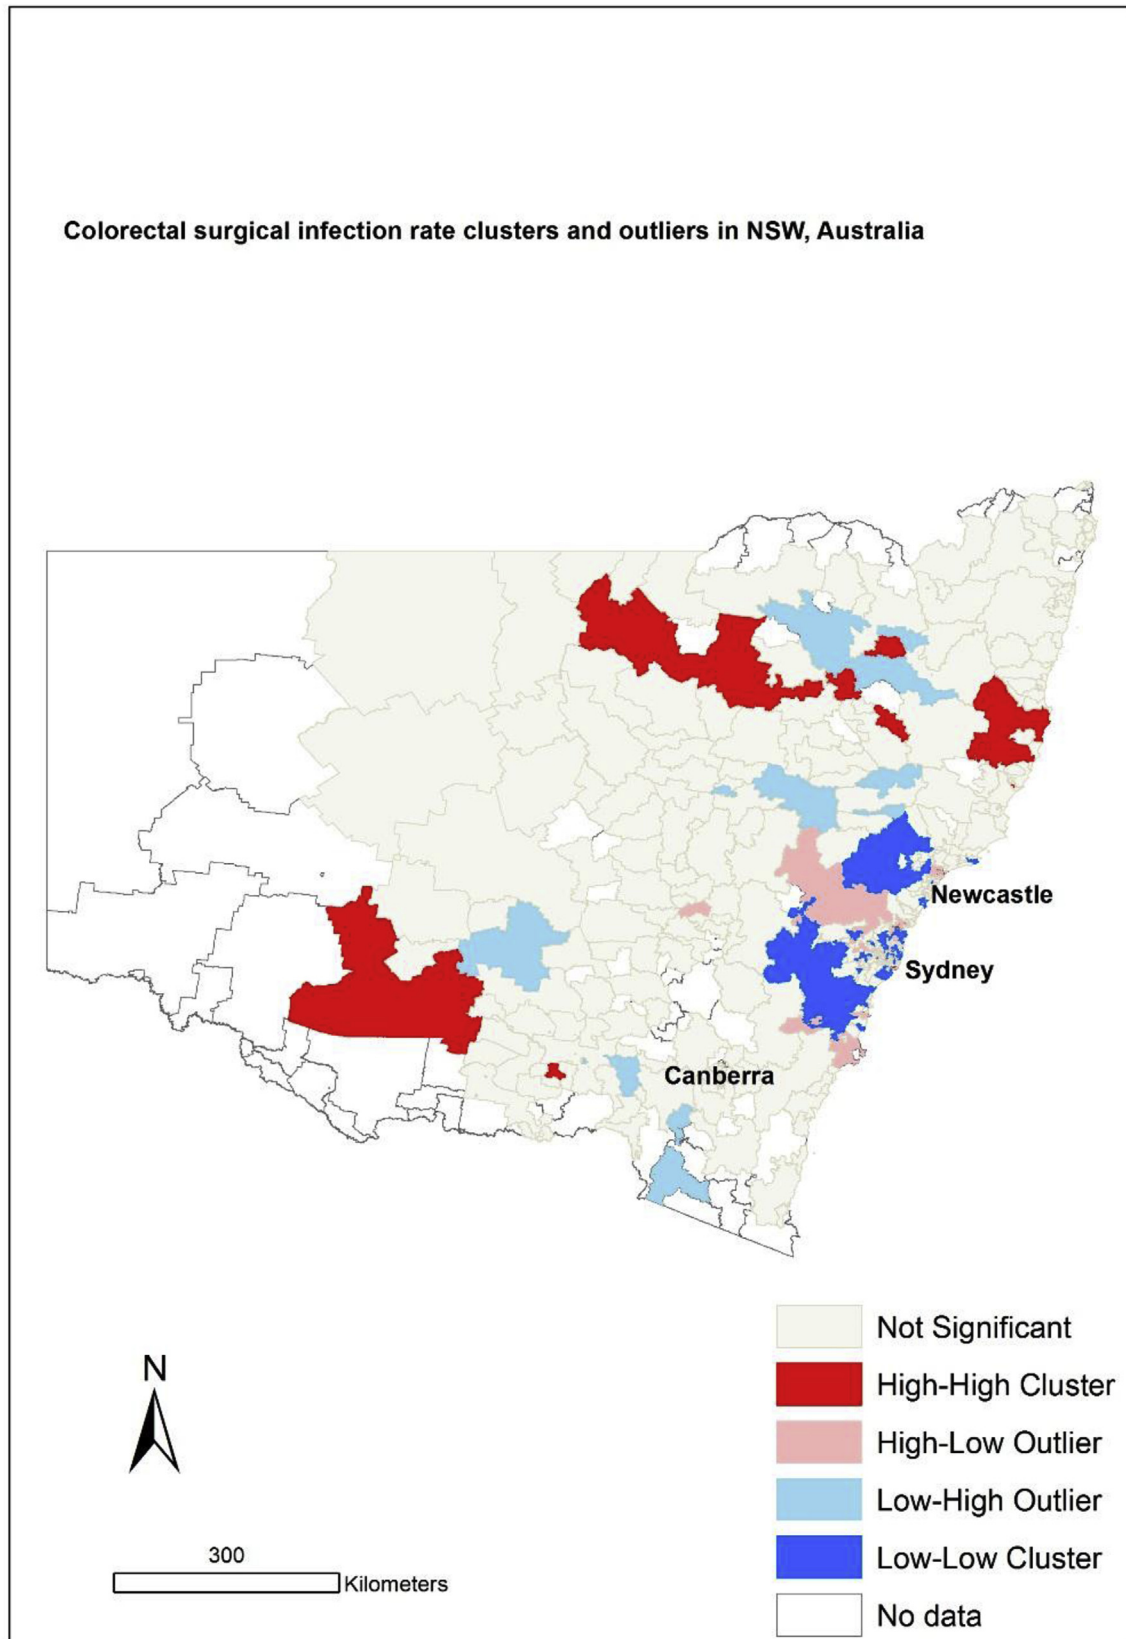 Colorectal surgical infection rate clusters and outliers in NSW, Australia
Newcastle
Sydney
Canberra
Not Significant
High-High Cluster
High-Low Outlier
Low-High Outlier
Low-Low Cluster
No data
N
300
Kilometers